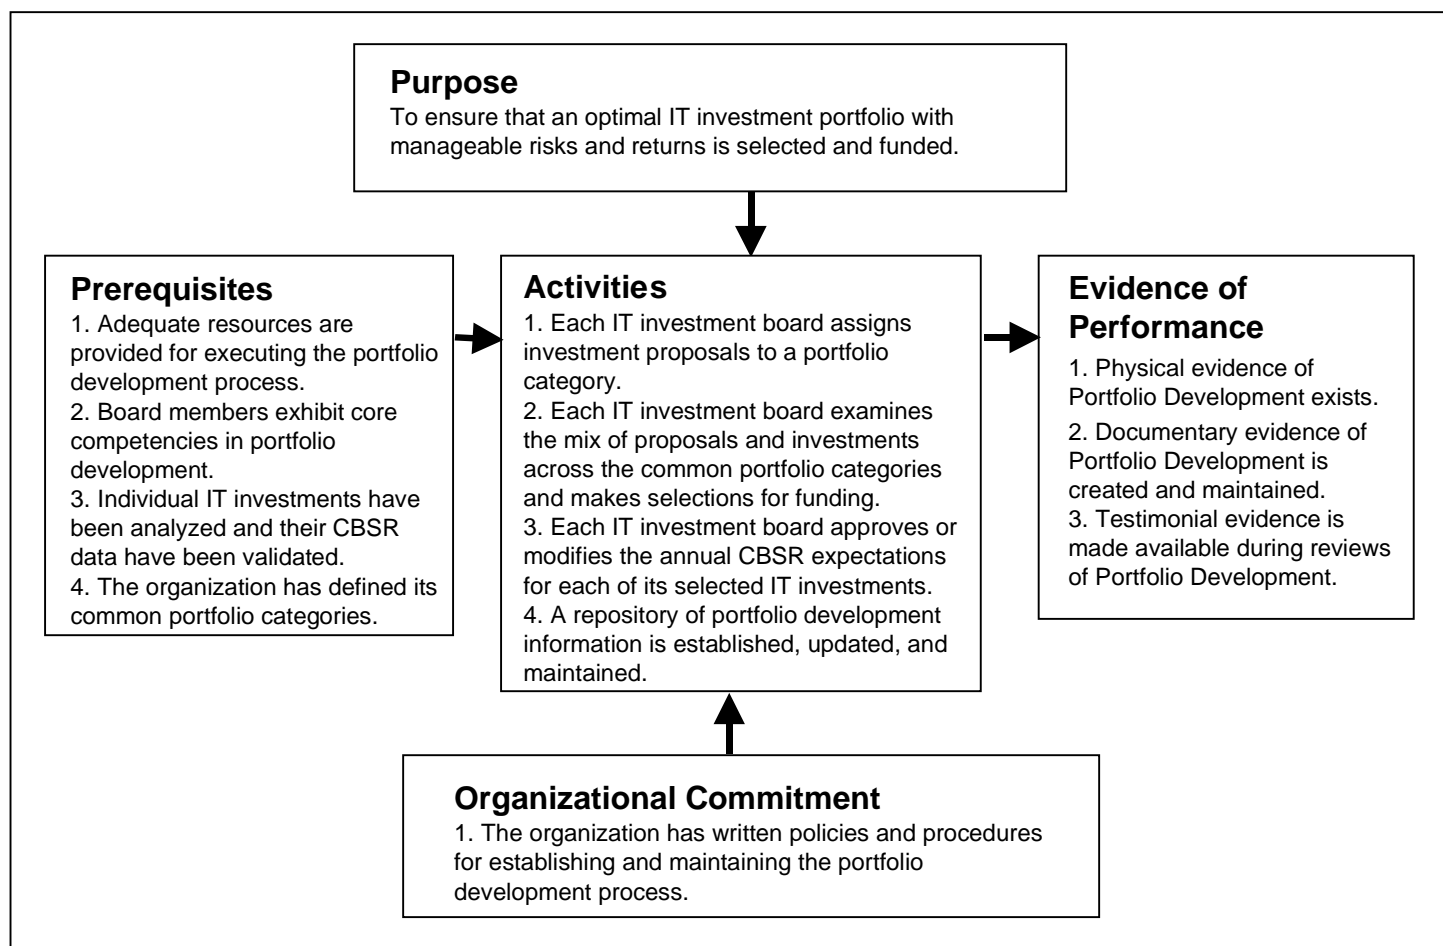 Purpose
To ensure that an optimal IT investment portfolio with
manageable risks and returns is selected and funded.
Prerequisites
1. Adequate resources are
provided for executing the portfolio
development process.
2. Board members exhibit core
competencies in portfolio
development.
3. Individual IT investments have
been analyzed and their CBSR
data have been validated.
4. The organization has defined its
common portfolio categories.
Activities
1. Each IT investment board assigns
investment proposals to a portfolio
category.
2. Each IT investment board examines
the mix of proposals and investments
across the common portfolio categories
and makes selections for funding.
3. Each IT investment board approves or
modifies the annual CBSR expectations
for each of its selected IT investments.
4. A repository of portfolio development
information is established, updated, and
maintained.
Evidence of
Performance
1. Physical evidence of
Portfolio Development exists.
2. Documentary evidence of
Portfolio Development is
created and maintained.
3. Testimonial evidence is
made available during reviews
of Portfolio Development.
Organizational Commitment
1. The organization has written policies and procedures
for establishing and maintaining the portfolio
development process.